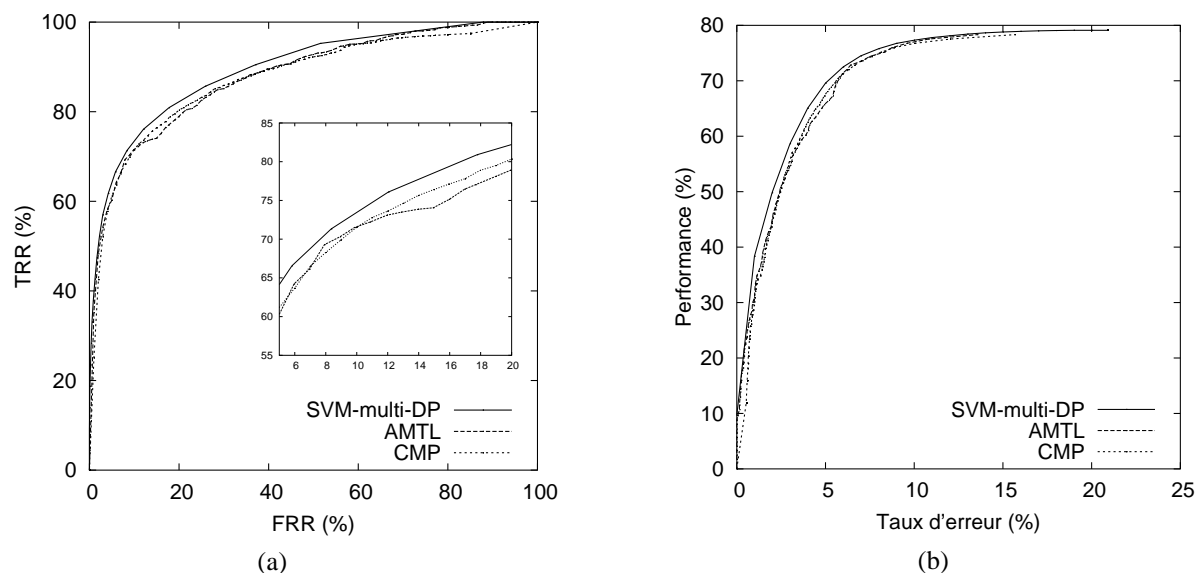 100
80
60
40
20
0
TRR (%)
85
80
75
70
65
60
55
6 8 10 12 14 16 18 20
SVM-multi-DP
AMTL
CMP
0 20 40 60 80 100
FRR (%)
(a)
80
70
60
50
40
30
20
10
0
Performance (%)
SVM-multi-DP
AMTL
CMP
0 5 10 15 20 25
Taux d'erreur (%)
(b)